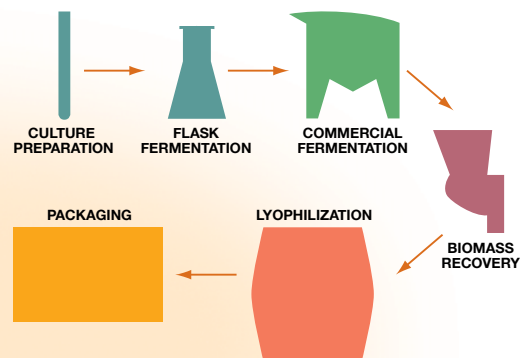 CULTURE
PREPARATION
FLASK
FERMENTATION
COMMERCIAL
FERMENTATION
BIOMASS
RECOVERY
LYOPHILIZATION
PACKAGING